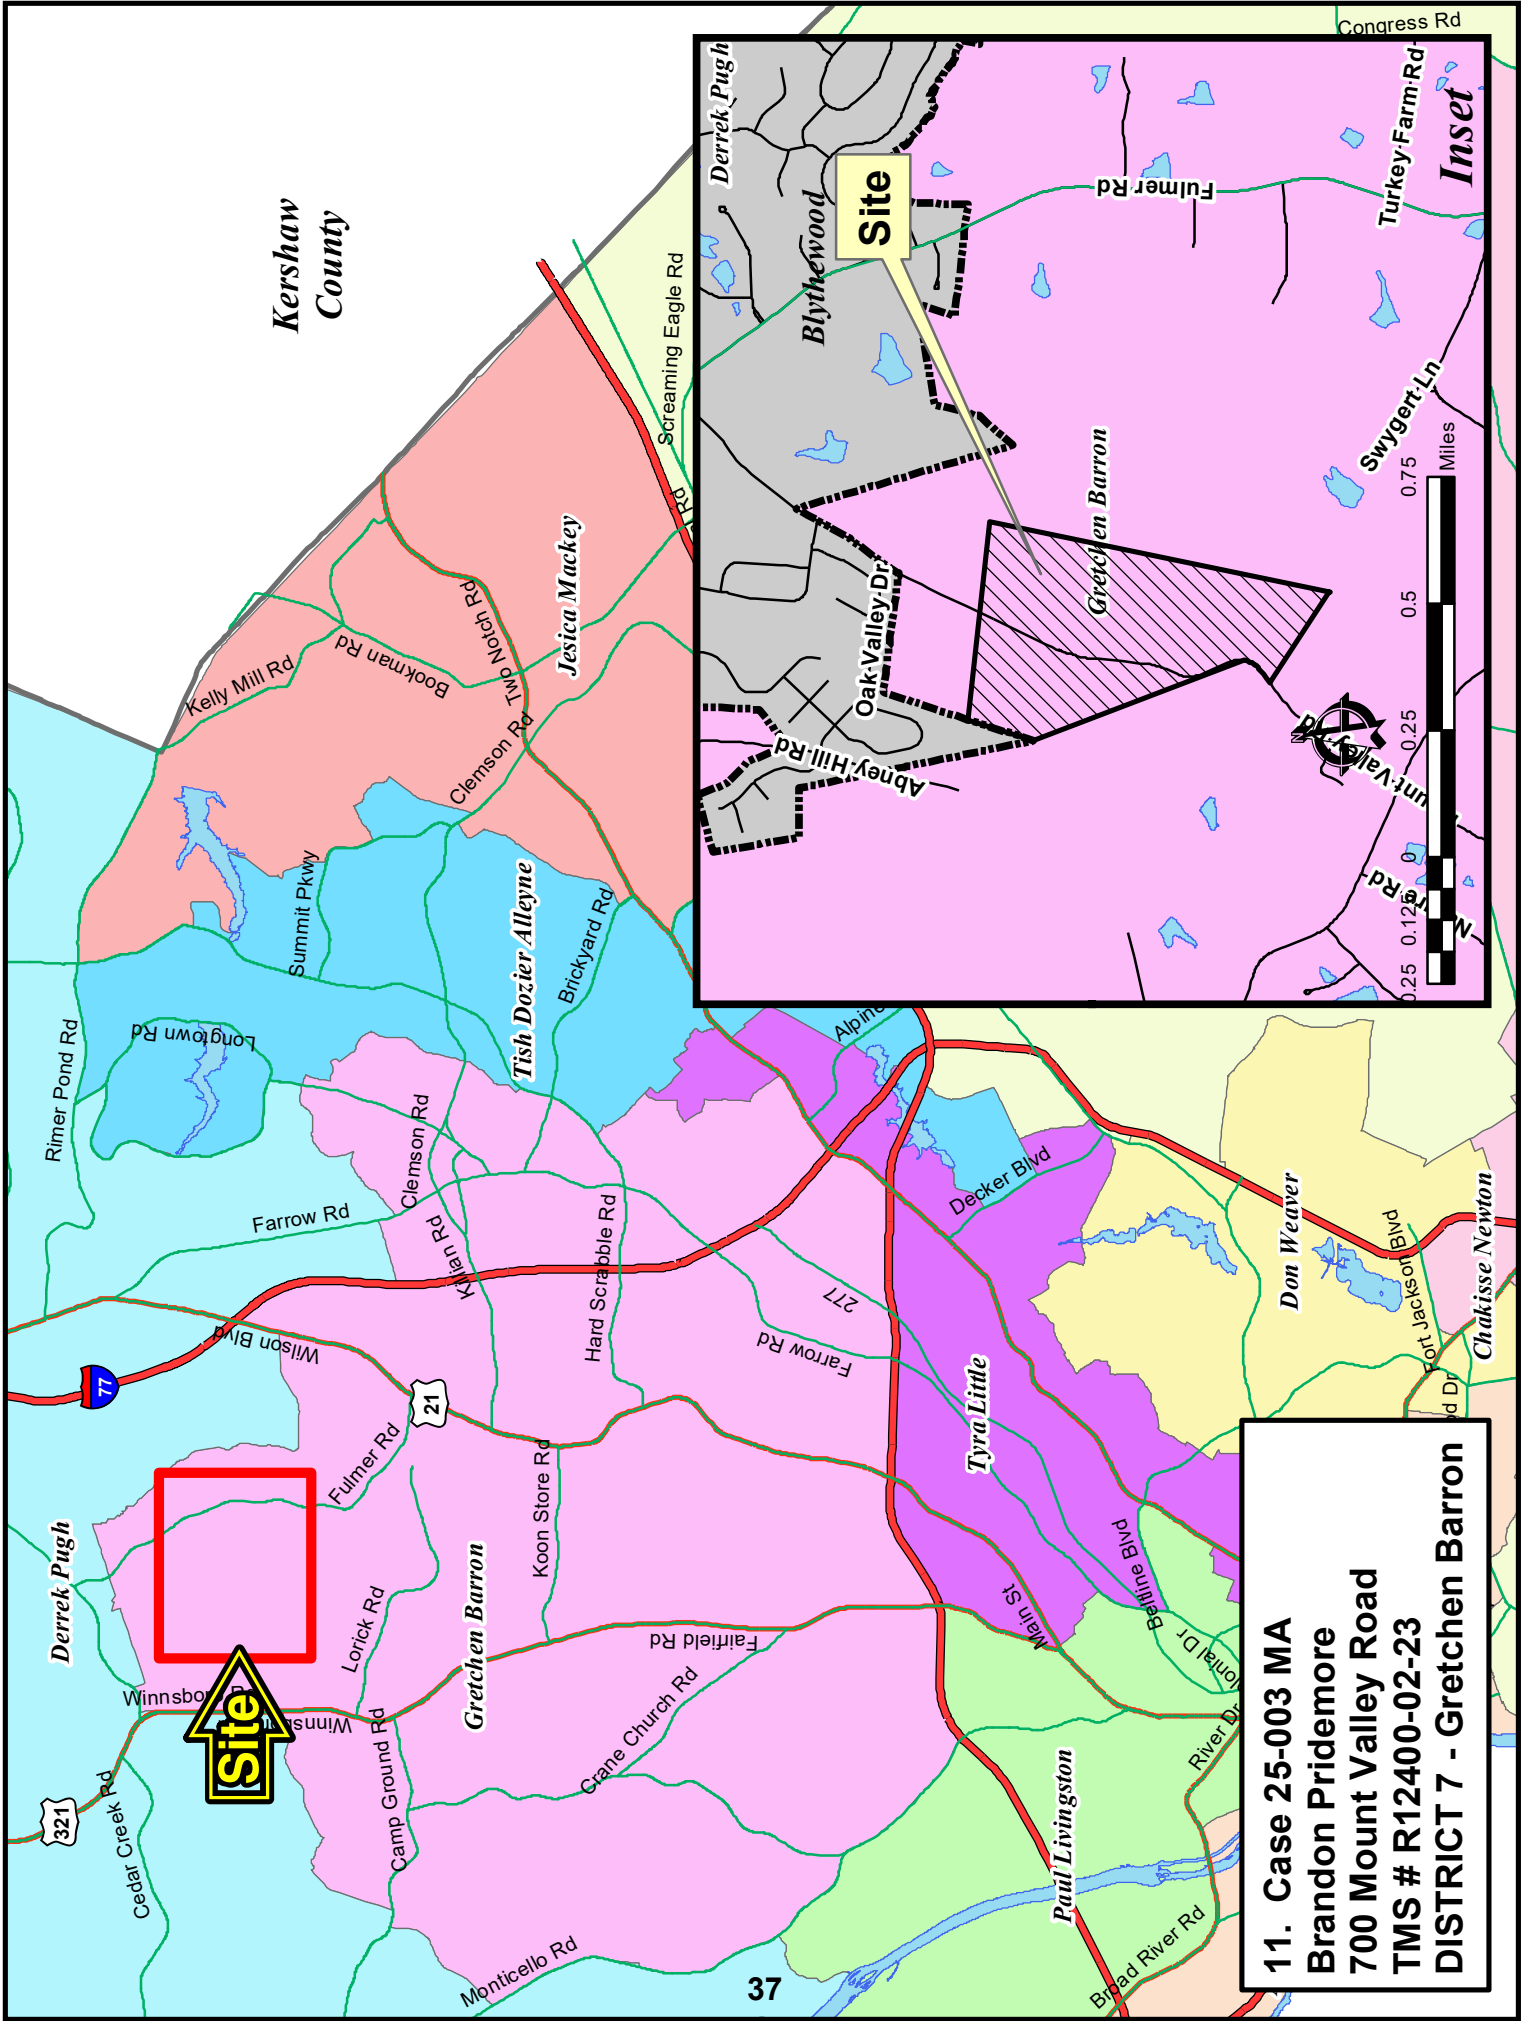 Kershaw
County
Congress Rd
Derrek Pugh
Blythewood
Site
Fulmer Rd
Turkey Farm Rd
Inset
Gretchen Barron
Oak Valley Dr
Abney Hill Rd
Swygert Ln
0.25 0.125 0 0.25 0.5 0.75
Miles
N
Screaming Eagle Rd
Rd
Jesica Mackey
Two Notch Rd
Bookman Rd
Kelly Mill Rd
Clemson Rd
Summit Pkwy
Tish Dozier Alleyne
Brickyard Rd
Longtown Rd
Rimer Pond Rd
Alpine
Clemson Rd
Farrow Rd
Killian Rd
Hard Scrabble Rd
Wilson Blvd
77
21
277
Farrow Rd
Decker Blvd
Don Weaver
Fort Jackson Blvd
Chakisse Newton
Tyra Little
Fulmer Rd
Derrek Pugh
Koon Store Rd
Lorick Rd
Gretchen Barron
Fairfield Rd
Main St
Beltline Blvd
River Dr
Site
321
Cedar Creek Rd
Camp Ground Rd
Crane Church Rd
Monticello Rd
Paul Livingston
Broad River Rd
37
11. Case 25-003 MA
Brandon Pridemore
700 Mount Valley Road
TMS # R12400-02-23
DISTRICT 7 - Gretchen Barron